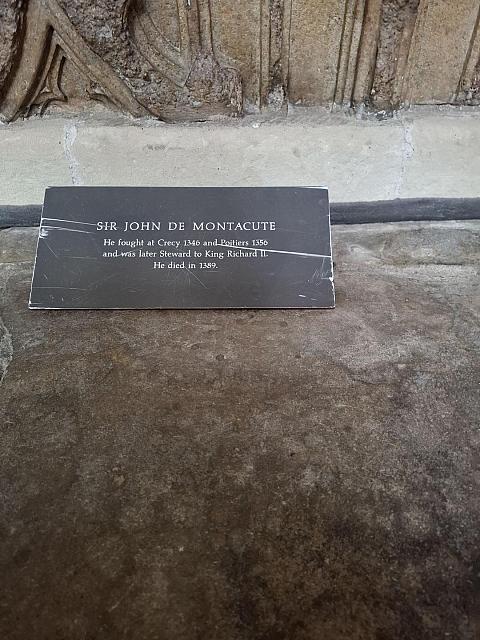 SIR JOHN DE MONTACUTE
He fought at Crecy 1346 and Poitiers 1356
and was later Steward to King Richard II.
He died in 1389.